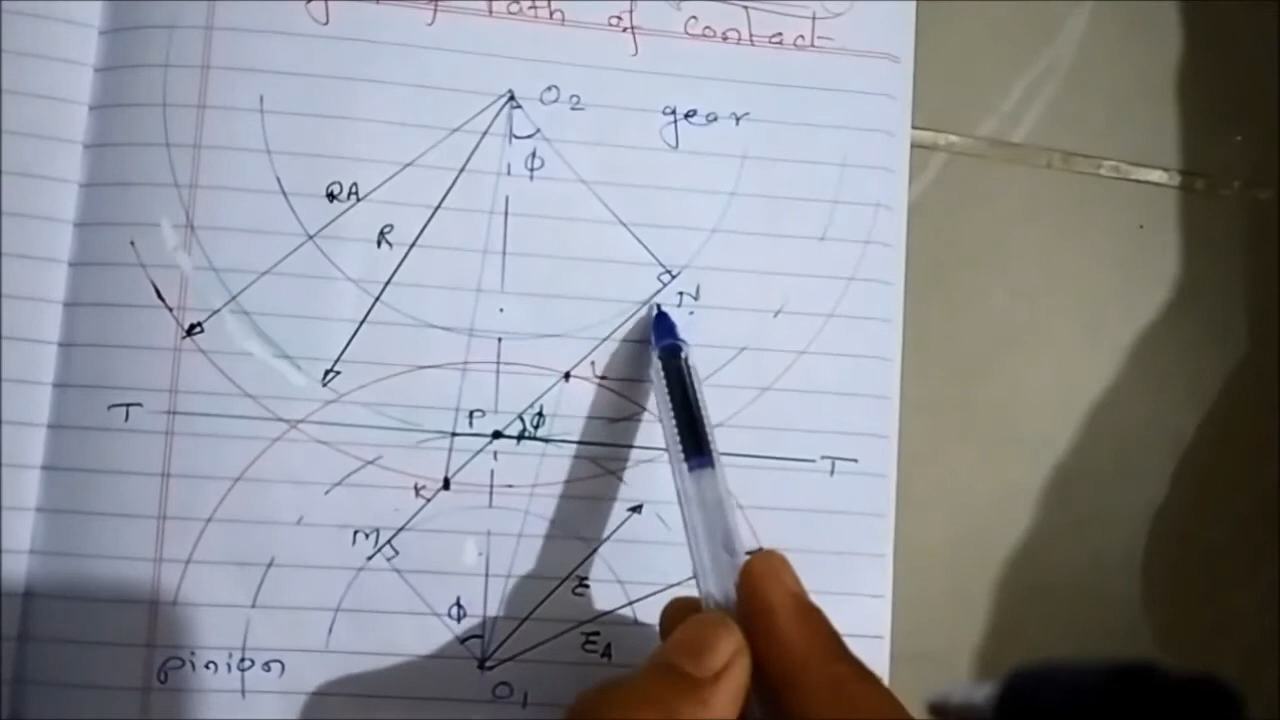 Path of contact
O2
gear
ϕ
RA
R
N
L
T
P
ϕ
T
K
M
r
ϕ
rA
pinion
O1